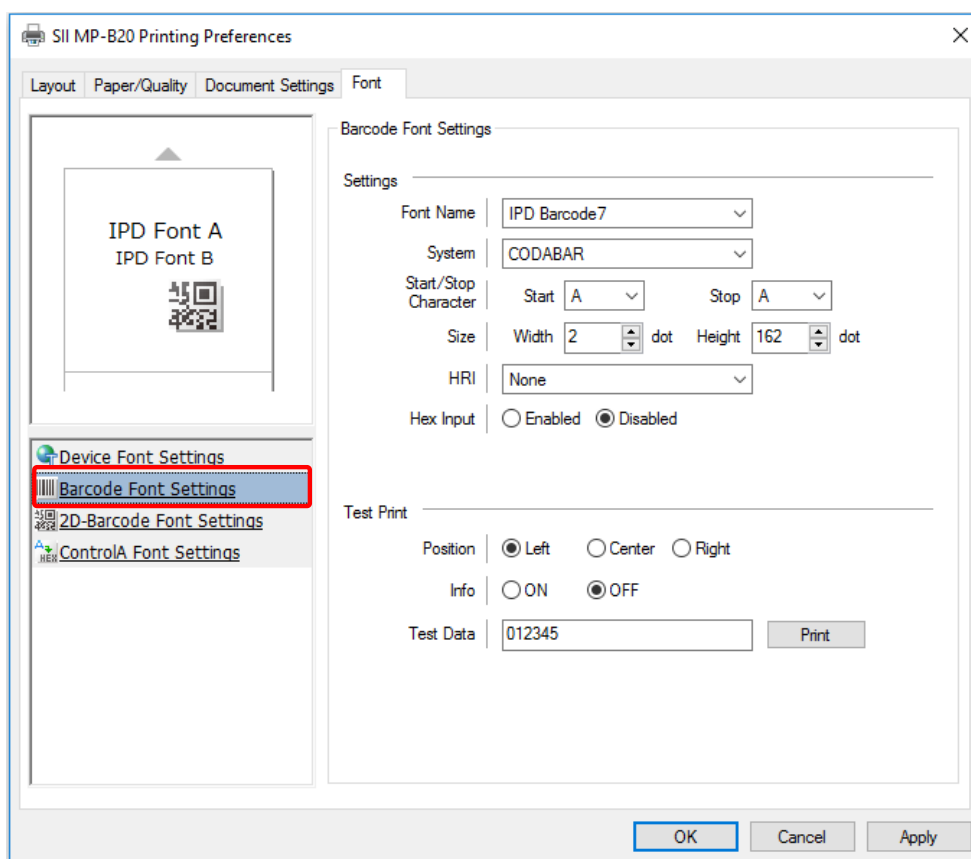 SII MP-B20 Printing Preferences
Layout Paper/Quality Document Settings Font
IPD Font A
IPD Font B
Device Font Settings
Barcode Font Settings
2D-Barcode Font Settings
A HEX ControlA Font Settings
Barcode Font Settings
Settings
Font Name IPD Barcode7
System CODABAR
Start/Stop
Character Start A Stop A
Size Width 2 dot Height 162 dot
HRI None
Hex Input Enabled Disabled
Test Print
Position Left Center Right
Info ON OFF
Test Data 012345 Print
OK Cancel Apply